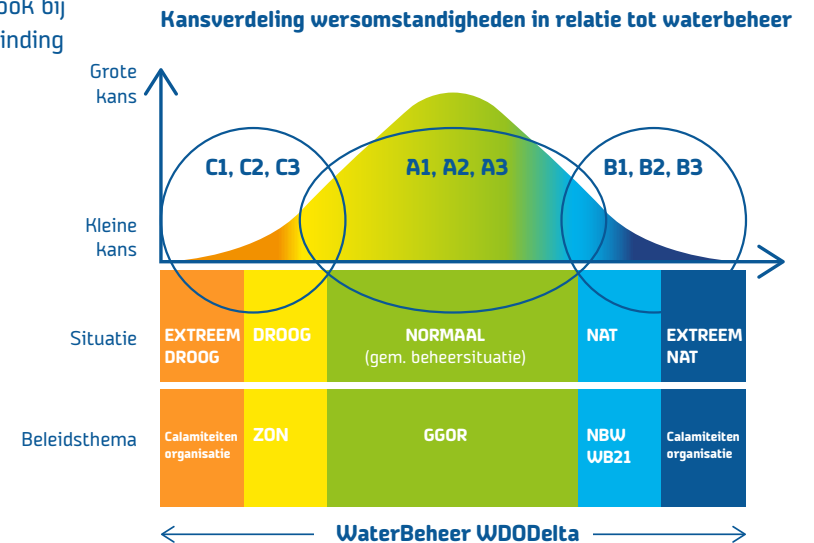 ook bij
inding
Kansverdeling wersomstandigheden in relatie tot waterbeheer
Grote
kans
C1, C2, C3
A1, A2, A3
B1, B2, B3
Kleine
kans
Situatie
EXTREEM
DROOG
DROOG
NORMAAL
(gem. beheersituatie)
NAT
EXTREEM
NAT
Beleidsthema
Calamiteiten
organisatie
ZON
GGOR
NBW
WB21
Calamiteiten
organisatie
WaterBeheer WDODelta